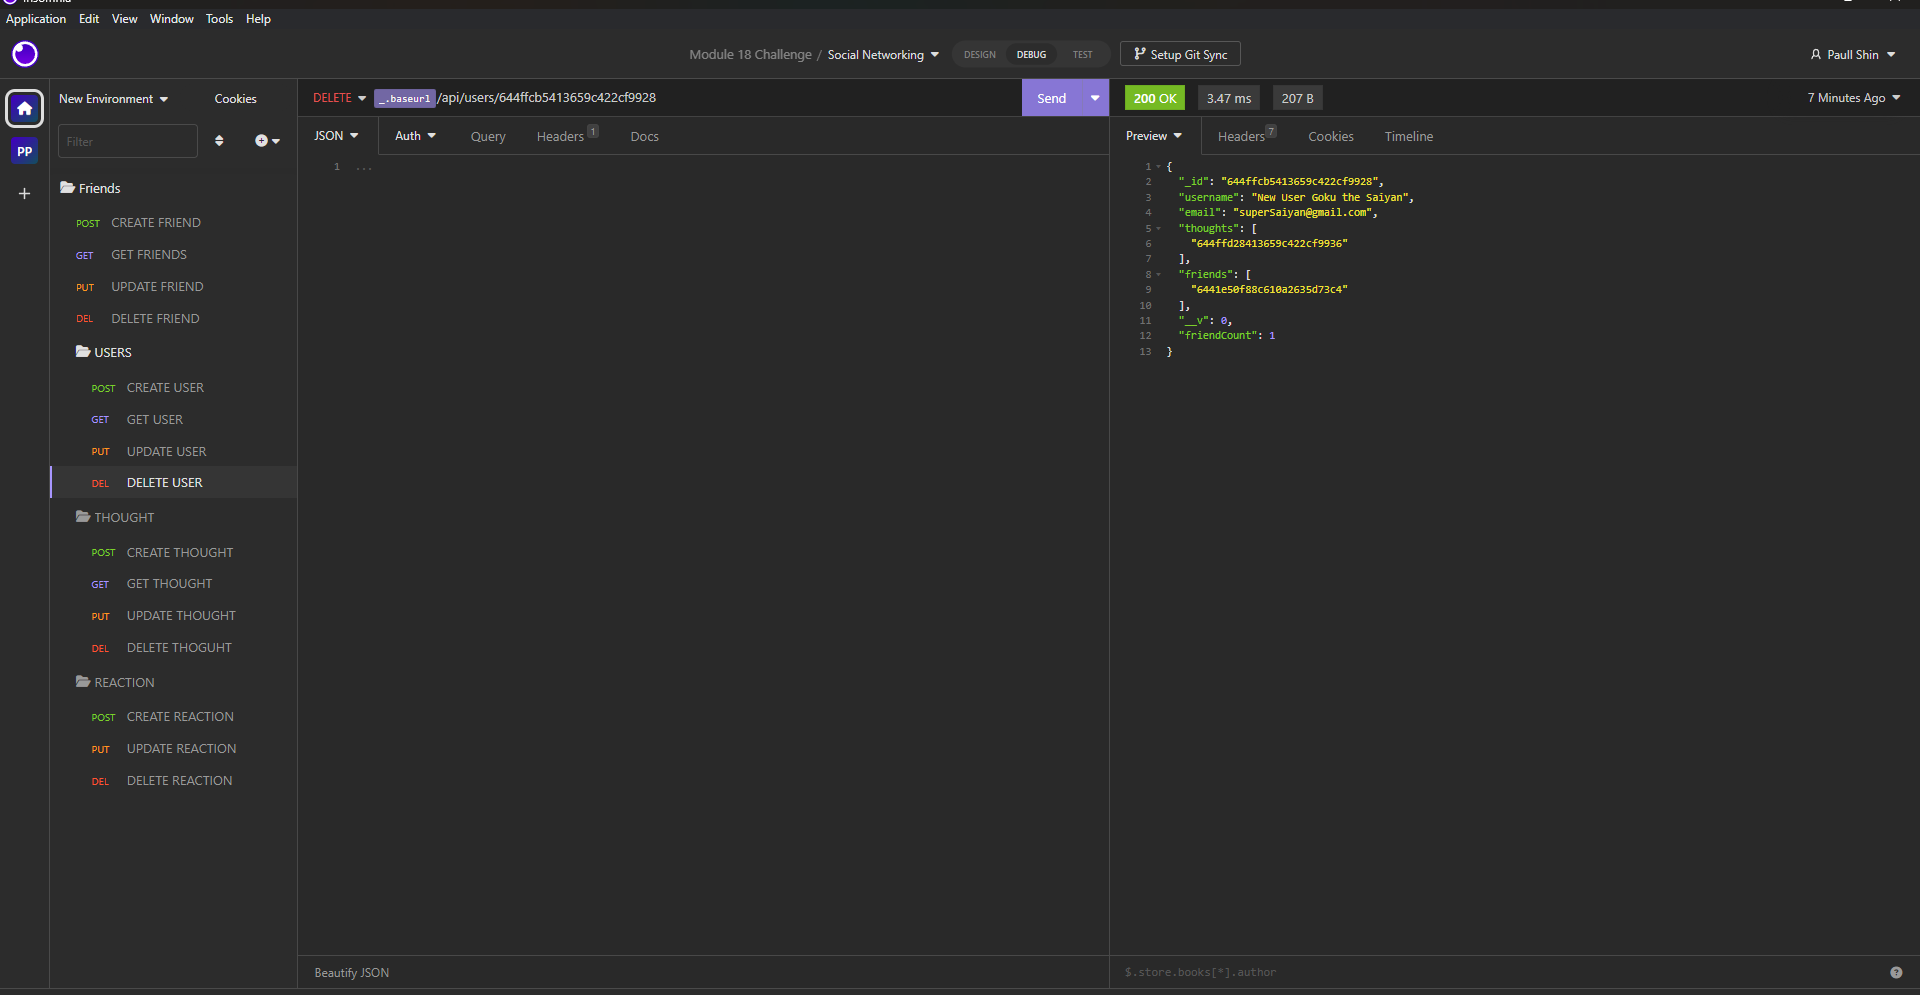 Insomnia
Application Edit View Window Tools Help
Module 18 Challenge / Social Networking DESIGN DEBUG TEST Setup Git Sync Paull Shin
New Environment Cookies
DELETE _.baseurl /api/users/644ffcb5413659c422cf9928 Send
200 OK 3.47 ms 207 B 7 Minutes Ago
Filter
JSON Auth Query Headers 1 Docs
Preview Headers 7 Cookies Timeline
PP
Friends
POST CREATE FRIEND
GET GET FRIENDS
PUT UPDATE FRIEND
DEL DELETE FRIEND
USERS
POST CREATE USER
GET GET USER
PUT UPDATE USER
DEL DELETE USER
THOUGHT
POST CREATE THOUGHT
GET GET THOUGHT
PUT UPDATE THOUGHT
DEL DELETE THOGUHT
REACTION
POST CREATE REACTION
PUT UPDATE REACTION
DEL DELETE REACTION
1 ...
1 {
2 "_id": "644ffcb5413659c422cf9928",
3 "username": "New User Goku the Saiyan",
4 "email": "superSaiyan@gmail.com",
5 "thoughts": [
6 "644ffd28413659c422cf9936"
7 ],
8 "friends": [
9 "6441e50f88c610a2635d73c4"
10 ],
11 "__v": 0,
12 "friendCount": 1
13 }
Beautify JSON
$.store.books[*].author